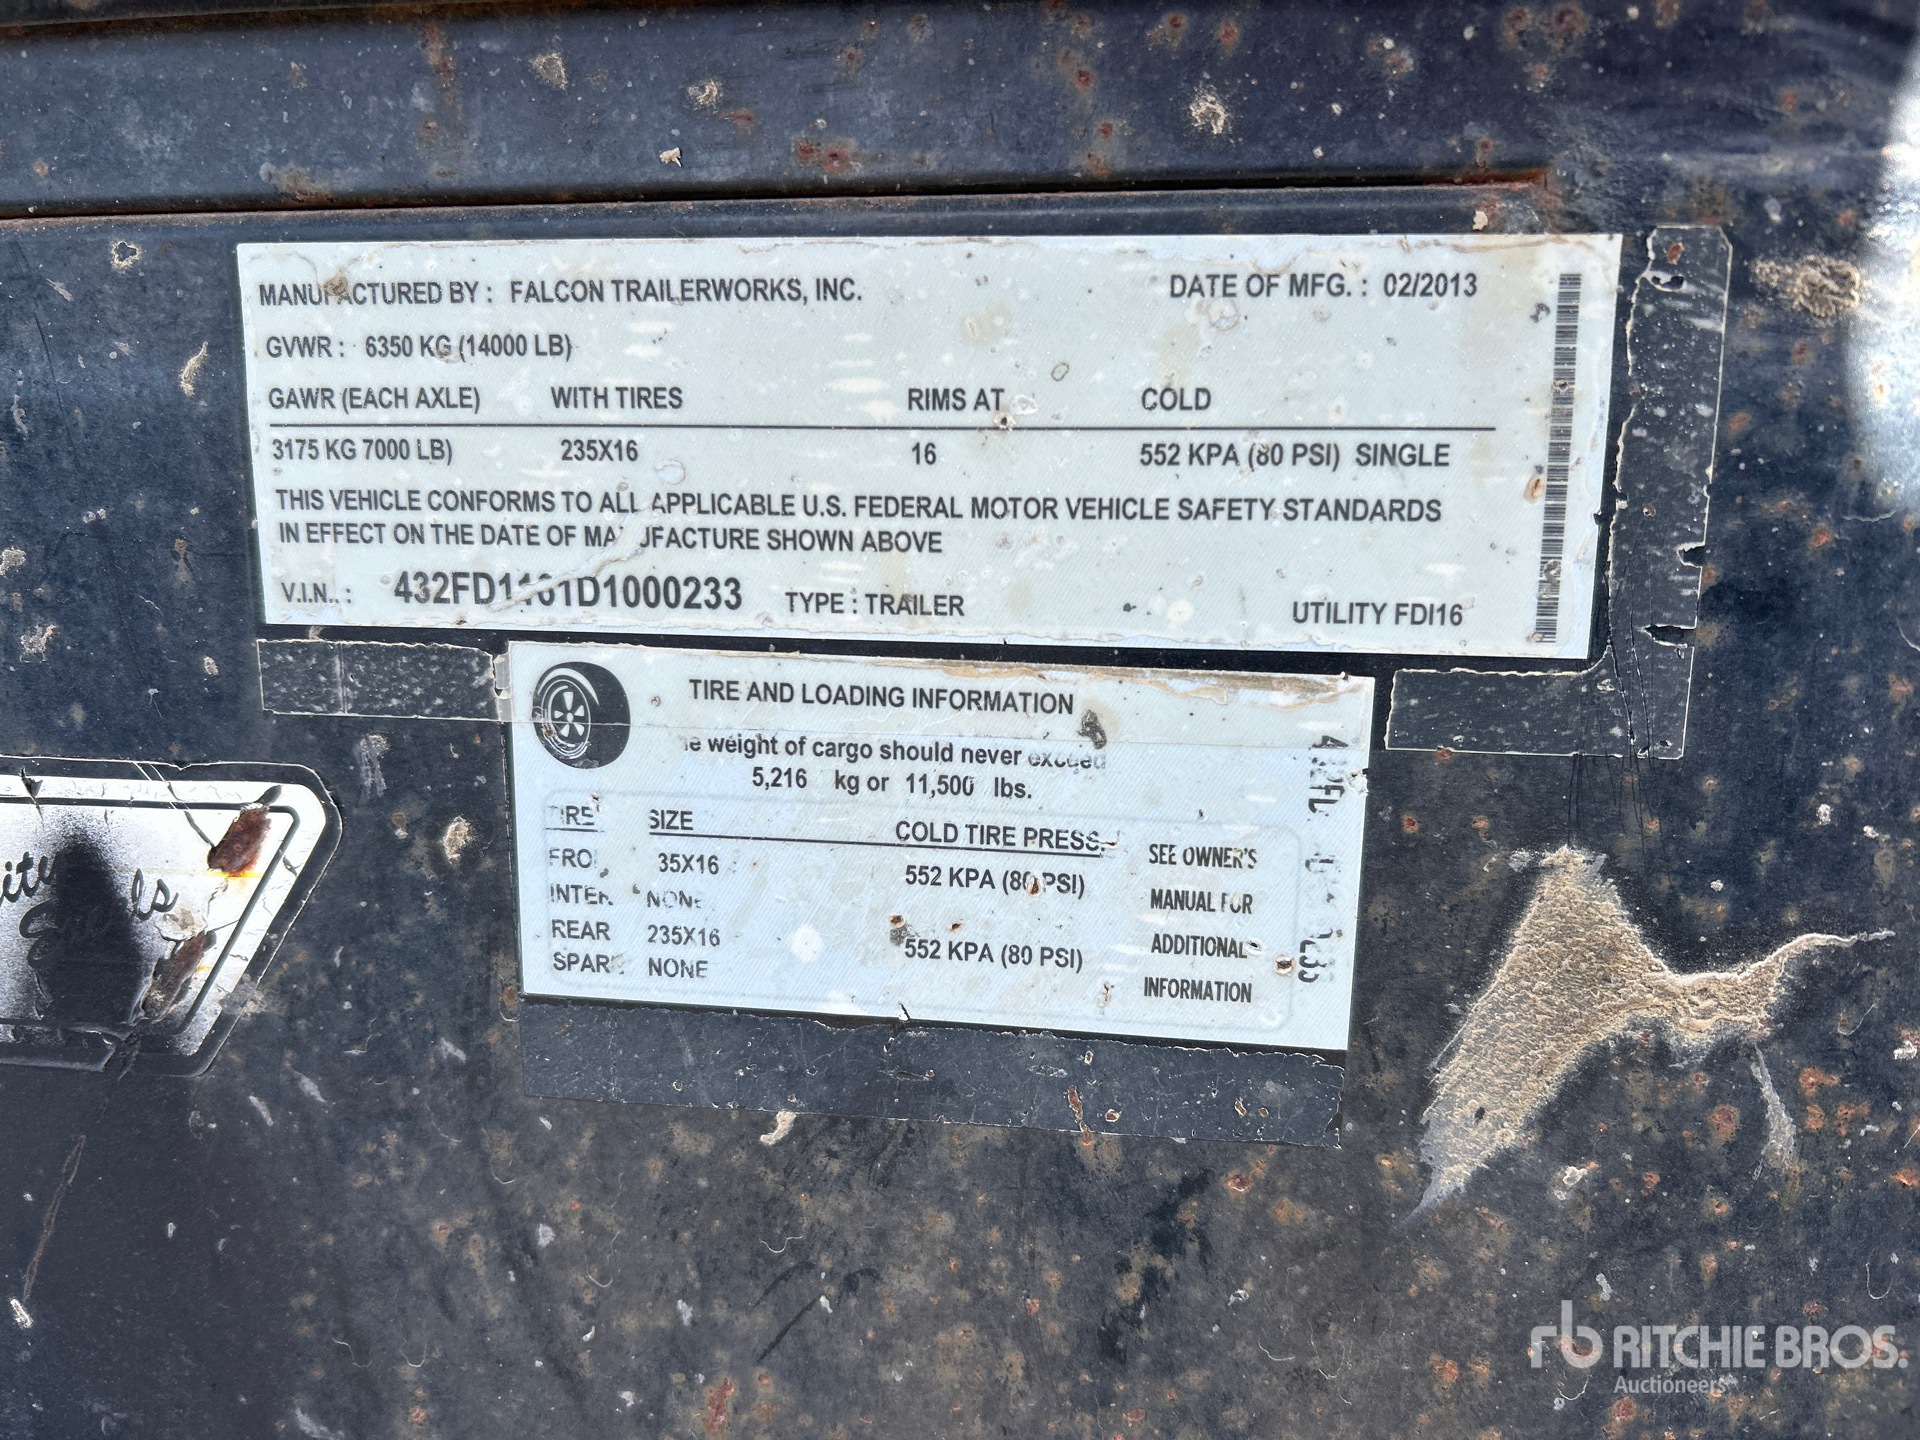 MANUFACTURED BY : FALCON TRAILERWORKS, INC. DATE OF MFG. : 02/2013
GVWR : 6350 KG (14000 LB)
GAWR (EACH AXLE) WITH TIRES RIMS AT COLD
3175 KG 7000 LB) 235X16 16 552 KPA (80 PSI) SINGLE
THIS VEHICLE CONFORMS TO ALL APPLICABLE U.S. FEDERAL MOTOR VEHICLE SAFETY STANDARDS
IN EFFECT ON THE DATE OF MANUFACTURE SHOWN ABOVE
V.I.N.. : TYPE : TRAILER UTILITY FDI16
TIRE AND LOADING INFORMATION
weight of cargo should never exceed
5,216 kg or 11,500 lbs.
TIRE SIZE COLD TIRE PRESS.
35X16 552 KPA (80 PSI) SEE OWNER'S
NONE MANUAL FOR
REAR 235X16 552 KPA (80 PSI) ADDITIONAL
SPARE NONE INFORMATION
rb RITCHIE BROS.
Auctioneers